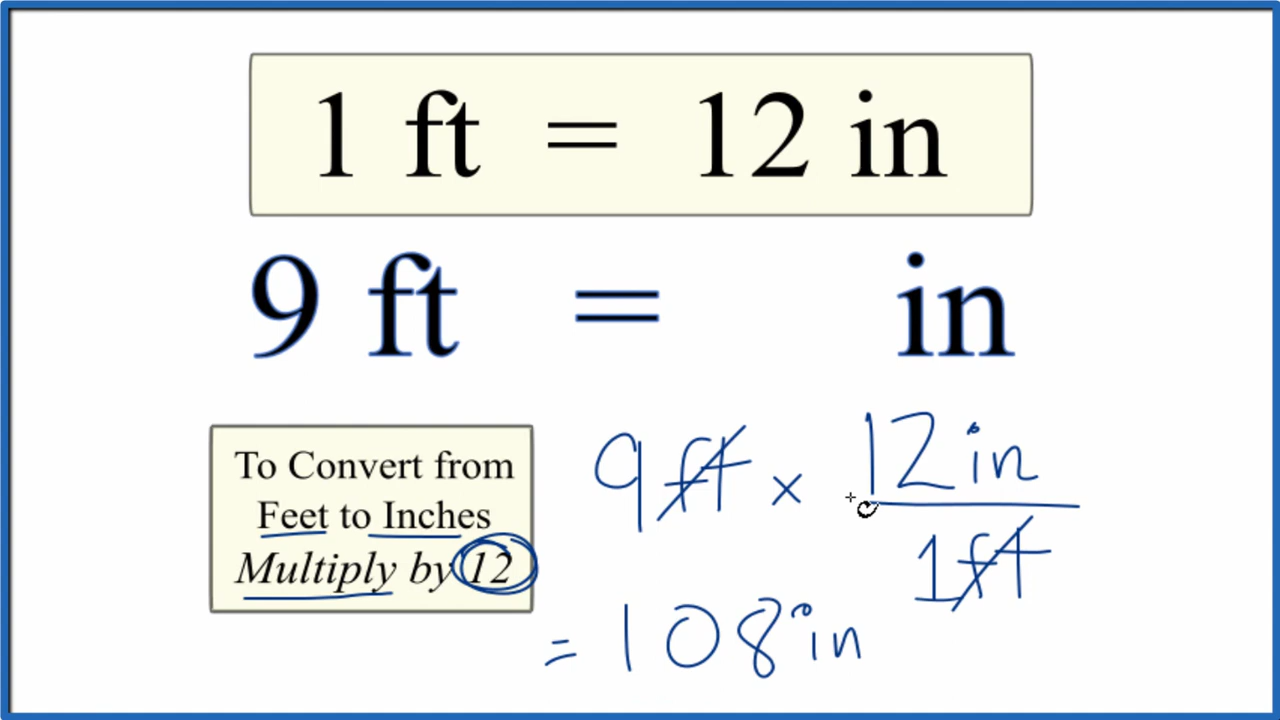 1 ft = 12 in
9 ft = in
To Convert from
Feet to Inches
Multiply by 12
9 ft × 12 in
1 ft
= 108 in